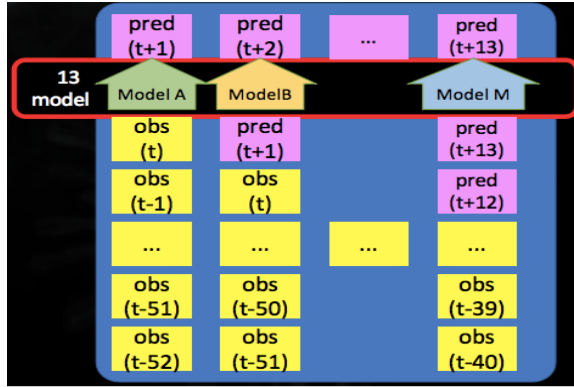 pred pred ... pred
(t+1) (t+2) (t+13)
13
model
Model A ModelB Model M
obs pred pred
(t) (t+1) (t+13)
obs obs pred
(t-1) (t) (t+12)
... ... ... ...
obs obs obs
(t-51) (t-50) (t-39)
obs obs obs
(t-52) (t-51) (t-40)